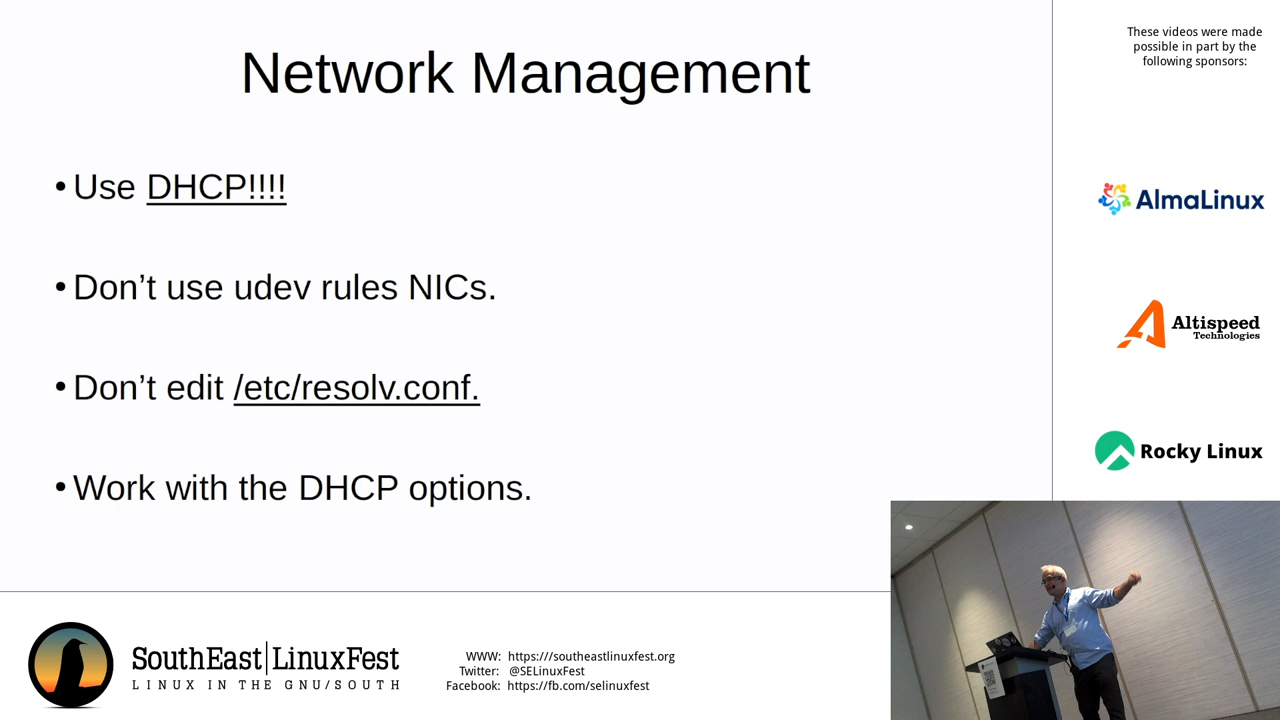 Network Management
• Use DHCP!!!!
• Don’t use udev rules NICs.
• Don’t edit /etc/resolv.conf.
• Work with the DHCP options.
These videos were made
possible in part by the
following sponsors:
AlmaLinux
Altispeed
Technologies
Rocky Linux
SouthEast|LinuxFest
LINUX IN THE GNU/SOUTH
WWW: https:///southeastlinuxfest.org
Twitter: @SELinuxFest
Facebook: https://fb.com/selinuxfest